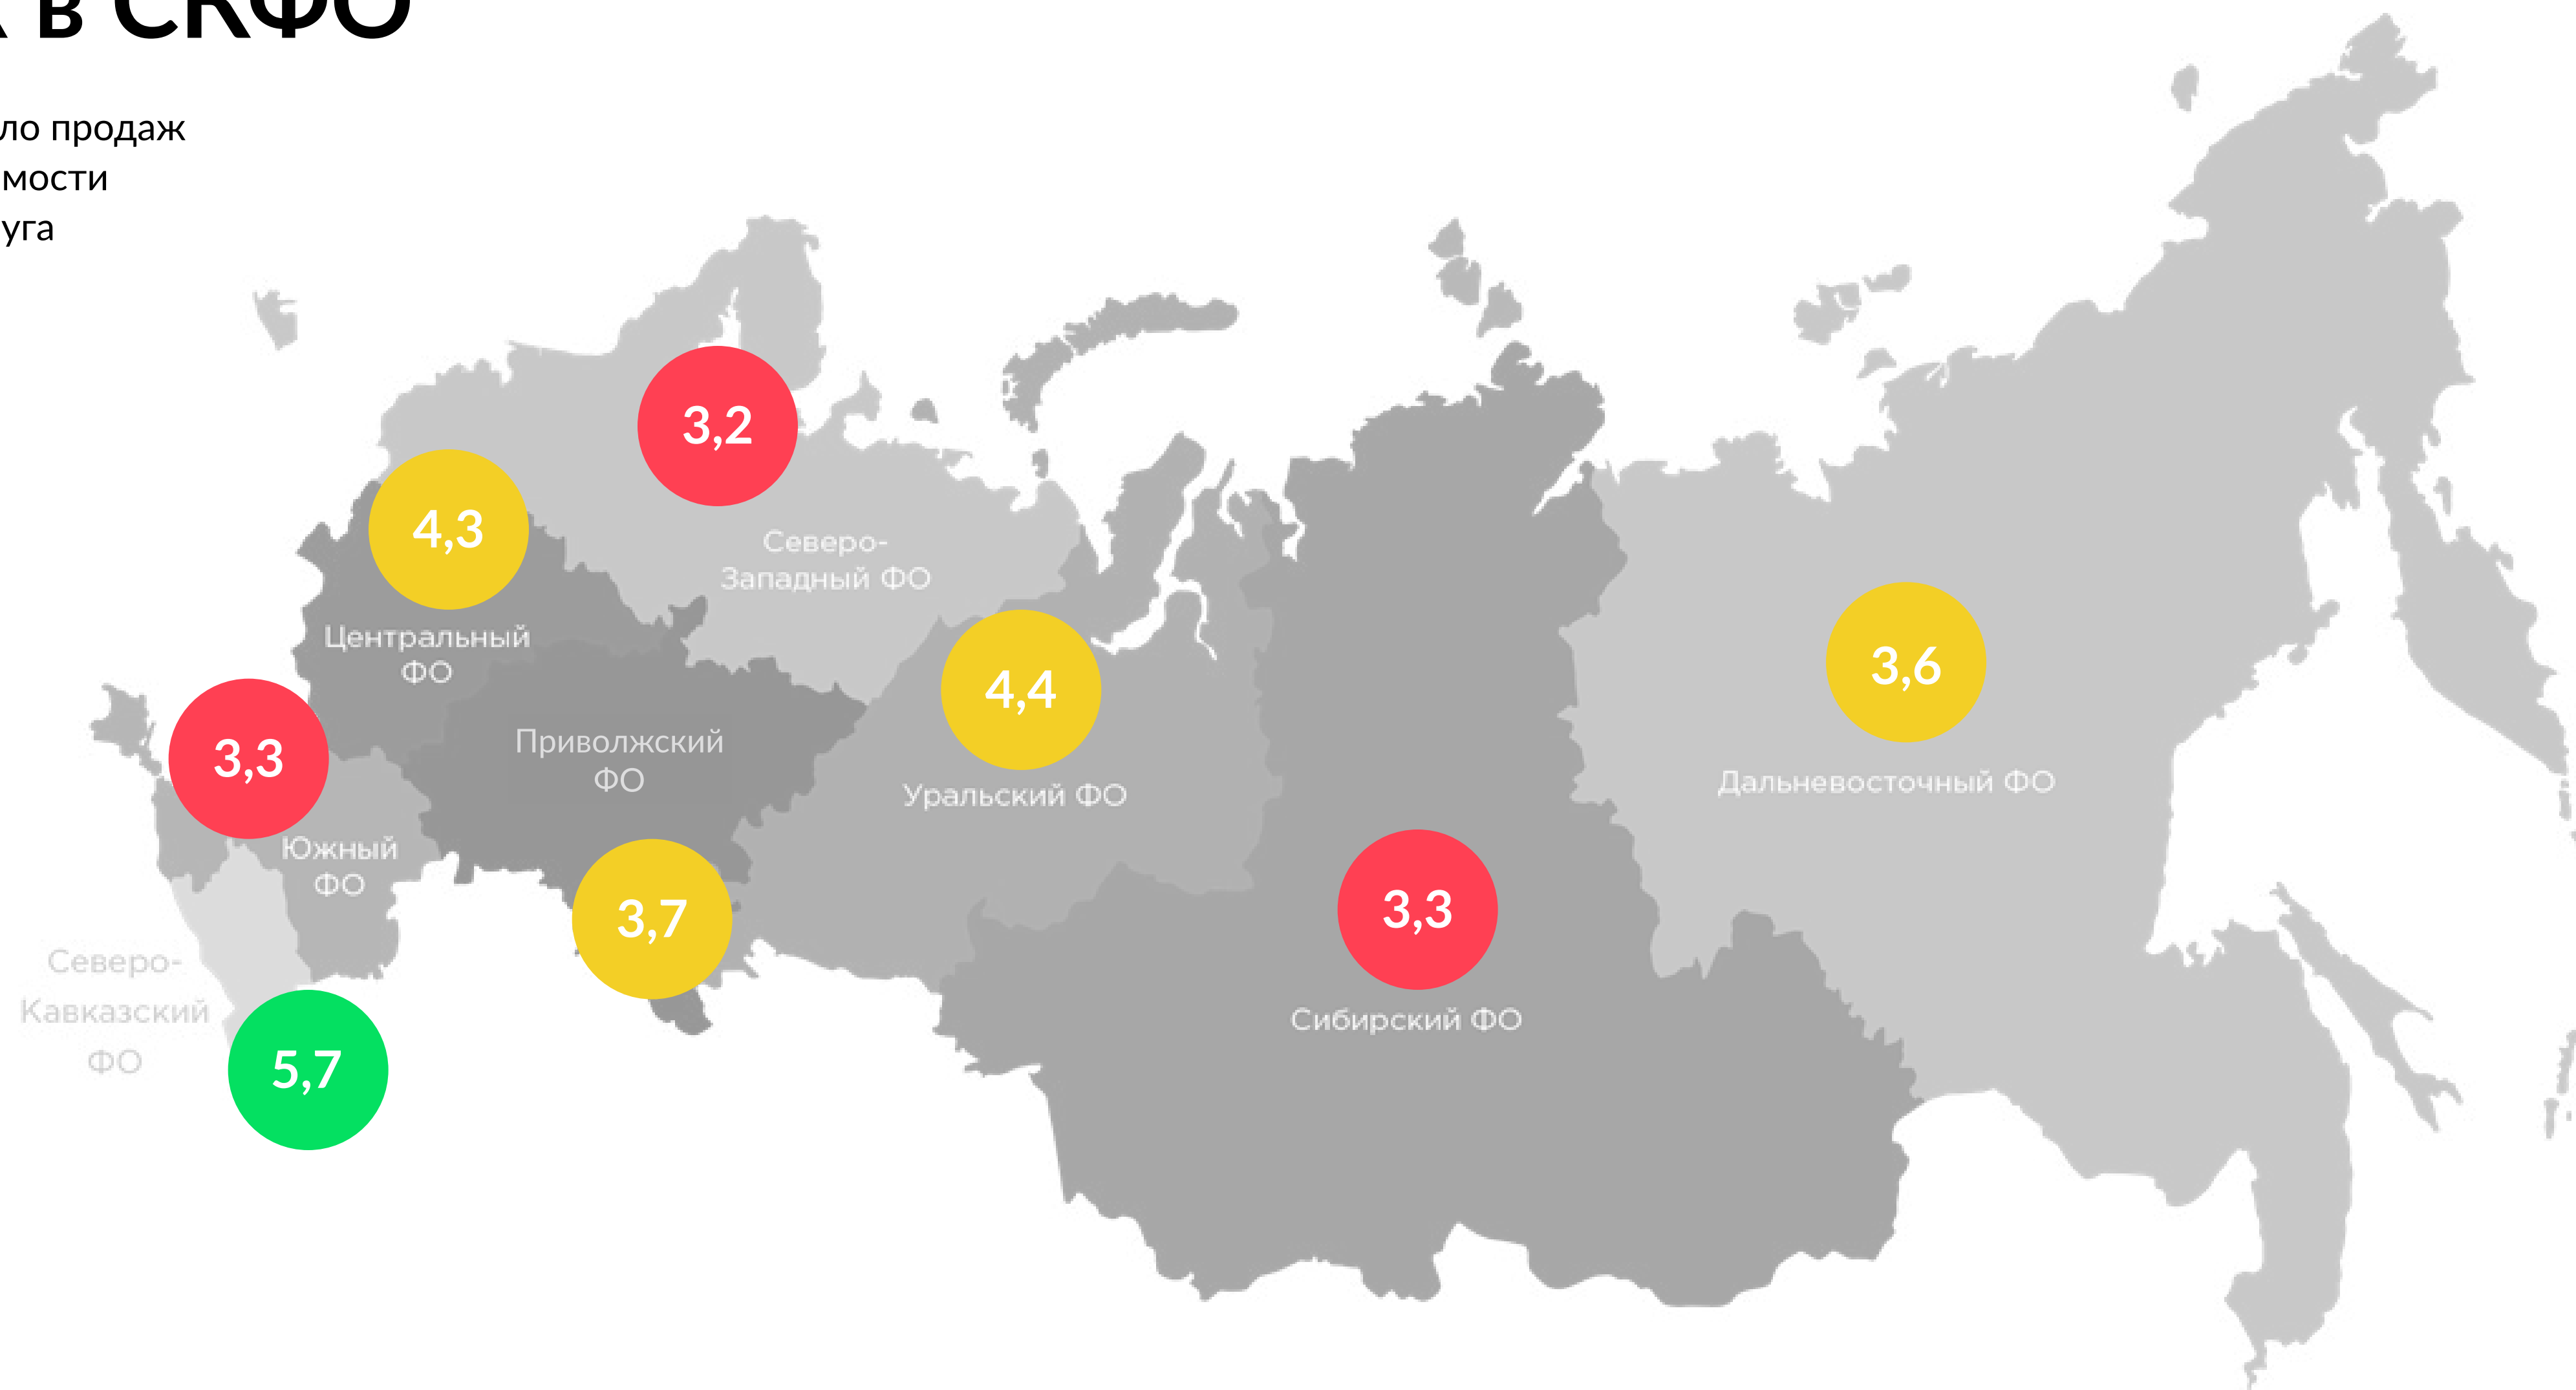 в СКФО
ло продаж
мости
уга
3,2
4,3
Северо-
Западный ФО
Центральный
ФО
4,4
3,6
3,3
Приволжский
ФО
Уральский ФО
Дальневосточный ФО
Южный
ФО
3,7
3,3
Северо-
Кавказский
ФО
Сибирский ФО
5,7